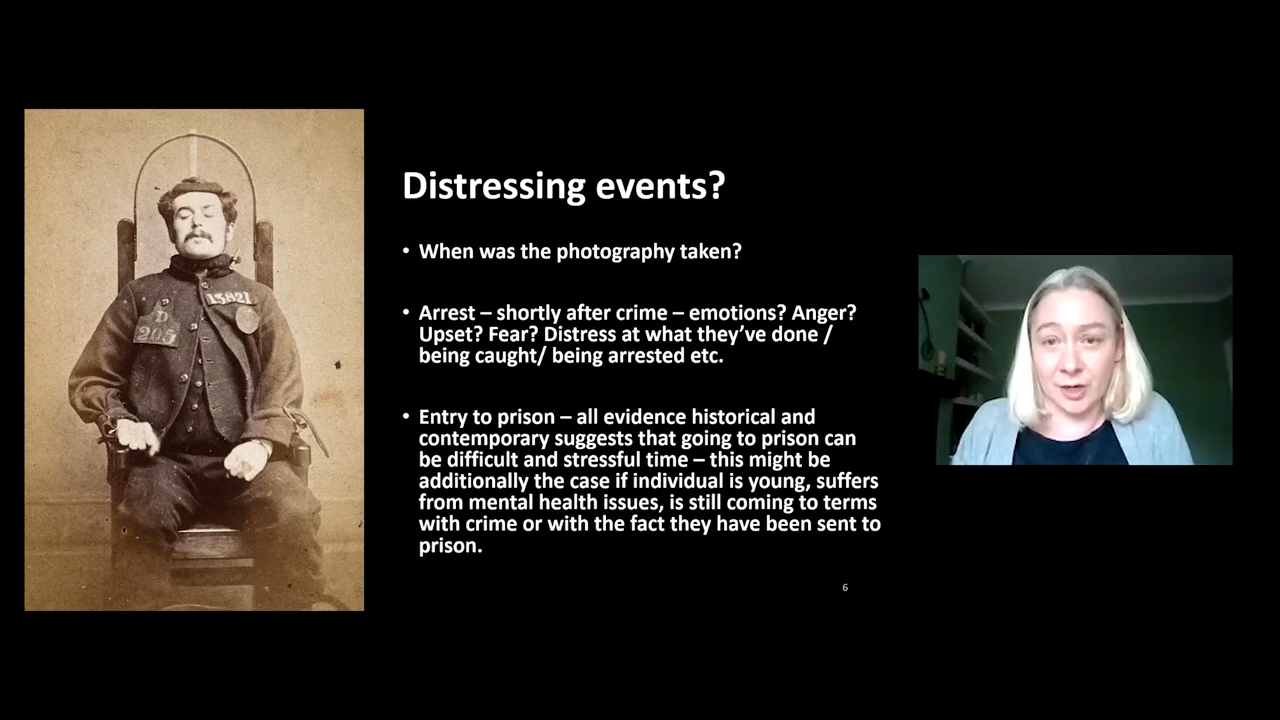 Distressing events?
• When was the photography taken?
• Arrest – shortly after crime – emotions? Anger?
Upset? Fear? Distress at what they've done /
being caught/ being arrested etc.
• Entry to prison – all evidence historical and
contemporary suggests that going to prison can
be difficult and stressful time – this might be
additionally the case if individual is young, suffers
from mental health issues, is still coming to terms
with crime or with the fact they have been sent to
prison.
6
15821
D
205